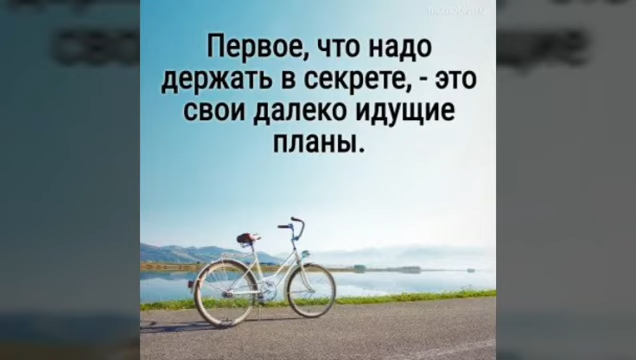 Первое, что надо
держать в секрете, - это
свои далеко идущие
планы.